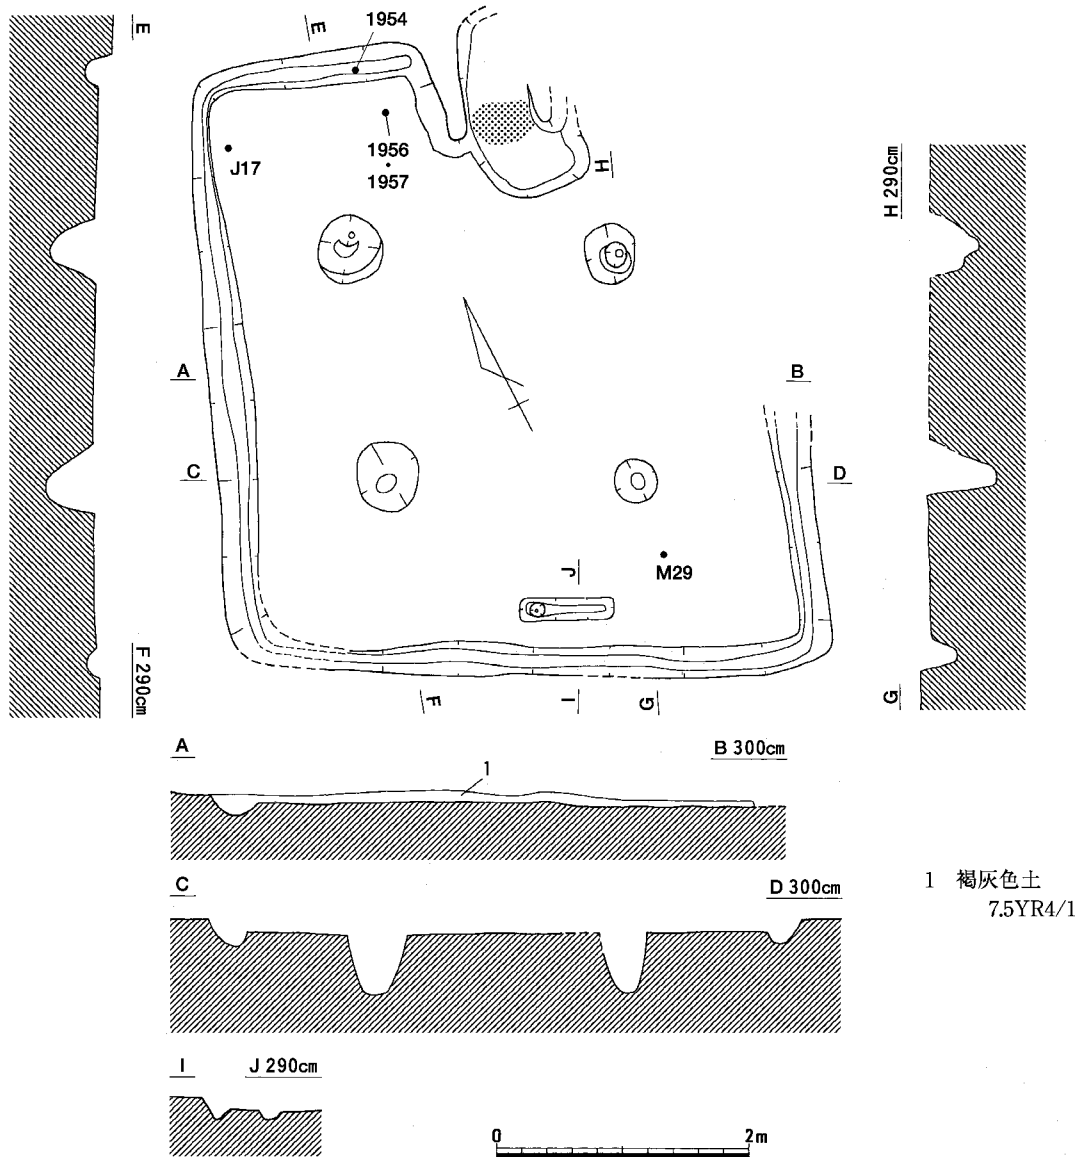 E
E
1954
1956
1957
J17
H
H 290cm
A
B
C
D
J
M29
F 290cm
F
I
G
G
A
B 300cm
1
C
D 300cm
1 褐灰色土
7.5YR4/1
I
J 290cm
0
2m